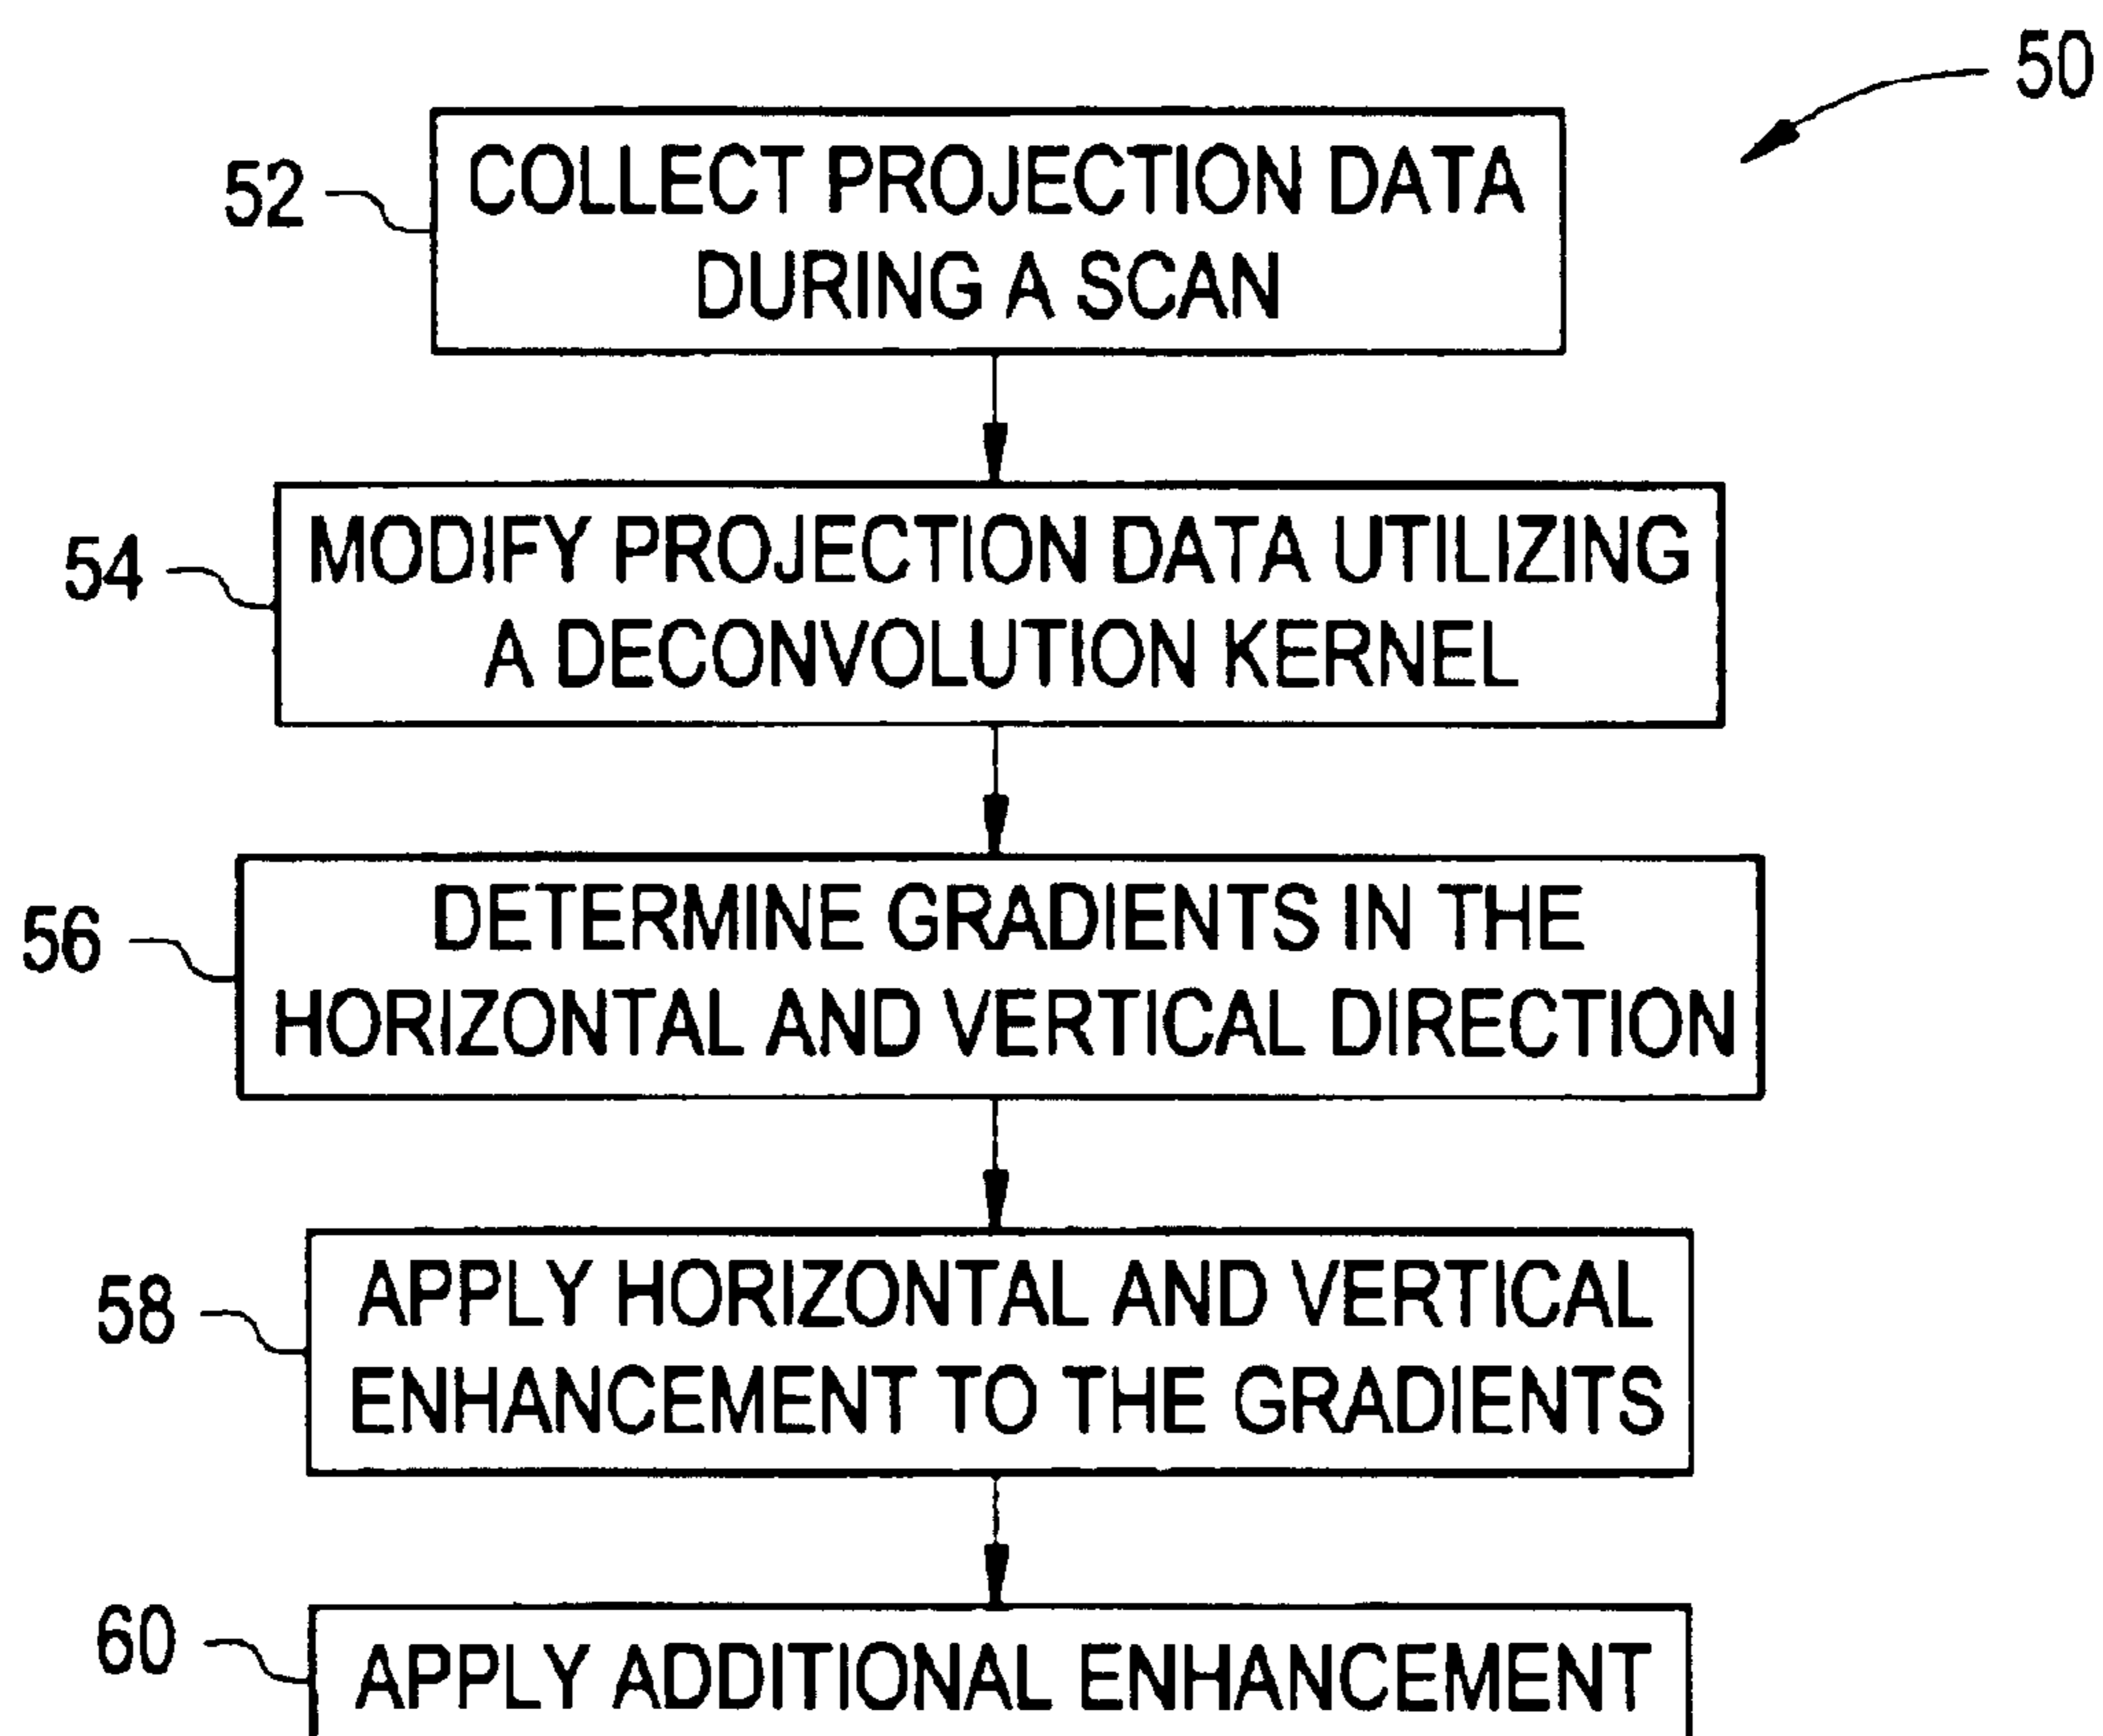 50
52
COLLECT PROJECTION DATA
DURING A SCAN
54
MODIFY PROJECTION DATA UTILIZING
A DECONVOLUTION KERNEL
56
DETERMINE GRADIENTS IN THE
HORIZONTAL AND VERTICAL DIRECTION
58
APPLY HORIZONTAL AND VERTICAL
ENHANCEMENT TO THE GRADIENTS
60
APPLY ADDITIONAL ENHANCEMENT